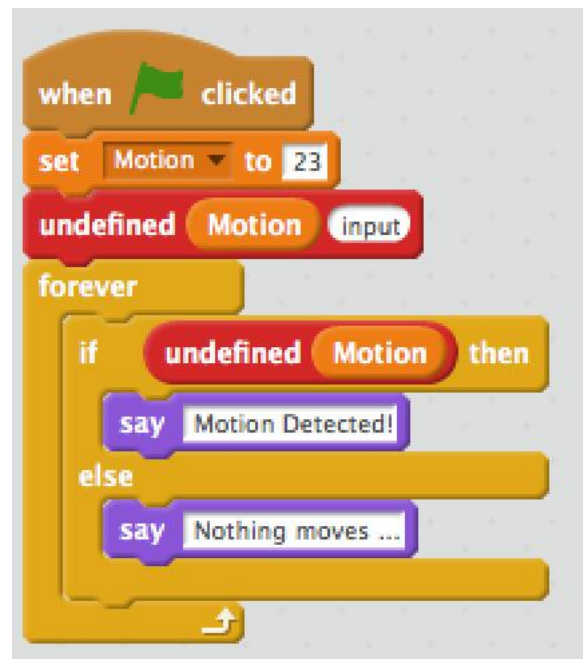 when clicked
set Motion to 23
undefined Motion input
forever
if undefined Motion then
say Motion Detected!
else
say Nothing moves ...